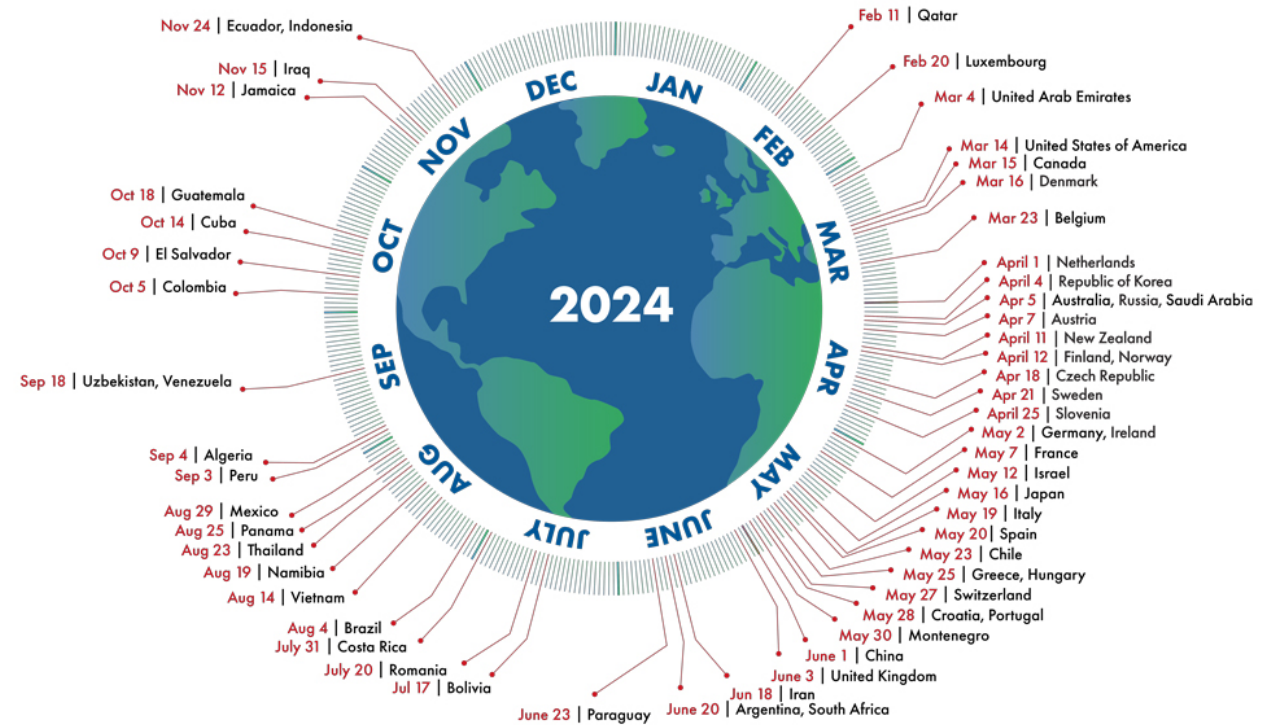 Feb 11 | Qatar
Feb 20 | Luxembourg
Mar 4 | United Arab Emirates
Mar 14 | United States of America
Mar 15 | Canada
Mar 16 | Denmark
Mar 23 | Belgium
April 1 | Netherlands
April 4 | Republic of Korea
Apr 5 | Australia, Russia, Saudi Arabia
Apr 7 | Austria
April 11 | New Zealand
April 12 | Finland, Norway
Apr 18 | Czech Republic
Apr 21 | Sweden
April 25 | Slovenia
May 2 | Germany, Ireland
May 7 | France
May 12 | Israel
May 16 | Japan
May 19 | Italy
May 20| Spain
May 23 | Chile
May 25 | Greece, Hungary
May 27 | Switzerland
May 28 | Croatia, Portugal
May 30 | Montenegro
June 1 | China
June 3 | United Kingdom
Jun 18 | Iran
June 20 | Argentina, South Africa
June 23 | Paraguay
Jul 17 | Bolivia
July 20 | Romania
July 31 | Costa Rica
Aug 4 | Brazil
Aug 14 | Vietnam
Aug 19 | Namibia
Aug 23 | Thailand
Aug 25 | Panama
Aug 29 | Mexico
Sep 3 | Peru
Sep 4 | Algeria
Sep 18 | Uzbekistan, Venezuela
Oct 5 | Colombia
Oct 9 | El Salvador
Oct 14 | Cuba
Oct 18 | Guatemala
Nov 12 | Jamaica
Nov 15 | Iraq
Nov 24 | Ecuador, Indonesia
JAN
FEB
MAR
APR
MAY
JUNE
JULY
AUG
SEP
OCT
NOV
DEC
2024